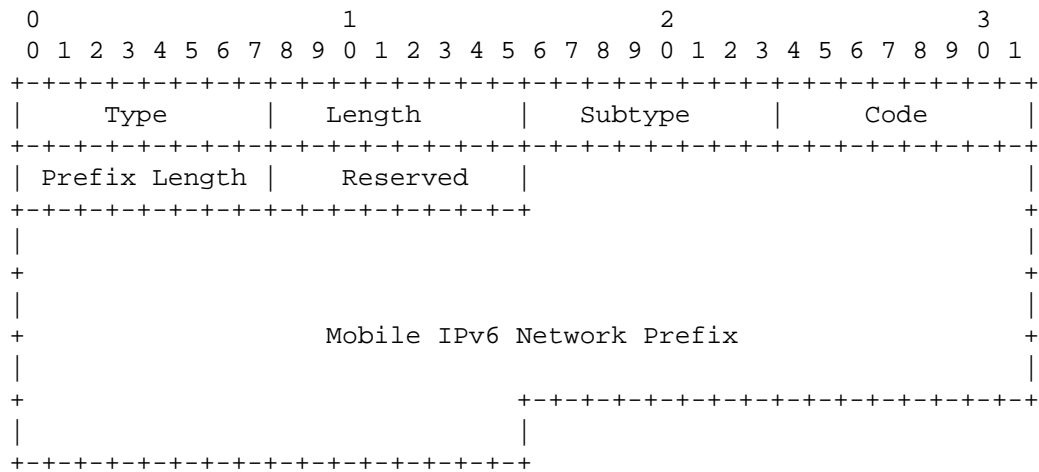 0                   1                   2                   3
 0 1 2 3 4 5 6 7 8 9 0 1 2 3 4 5 6 7 8 9 0 1 2 3 4 5 6 7 8 9 0 1
+-+-+-+-+-+-+-+-+-+-+-+-+-+-+-+-+-+-+-+-+-+-+-+-+-+-+-+-+-+-+-+-+
|     Type      |   Length      |   Subtype     |     Code      |
+-+-+-+-+-+-+-+-+-+-+-+-+-+-+-+-+-+-+-+-+-+-+-+-+-+-+-+-+-+-+-+-+
| Prefix Length |    Reserved   |                               |
+-+-+-+-+-+-+-+-+-+-+-+-+-+-+-+-+                               +
|                                                               |
+                                                               +
|                                                               |
+                   Mobile IPv6 Network Prefix                  +
|                                                               |
+                               +-+-+-+-+-+-+-+-+-+-+-+-+-+-+-+-+
|                               |
+-+-+-+-+-+-+-+-+-+-+-+-+-+-+-+-+